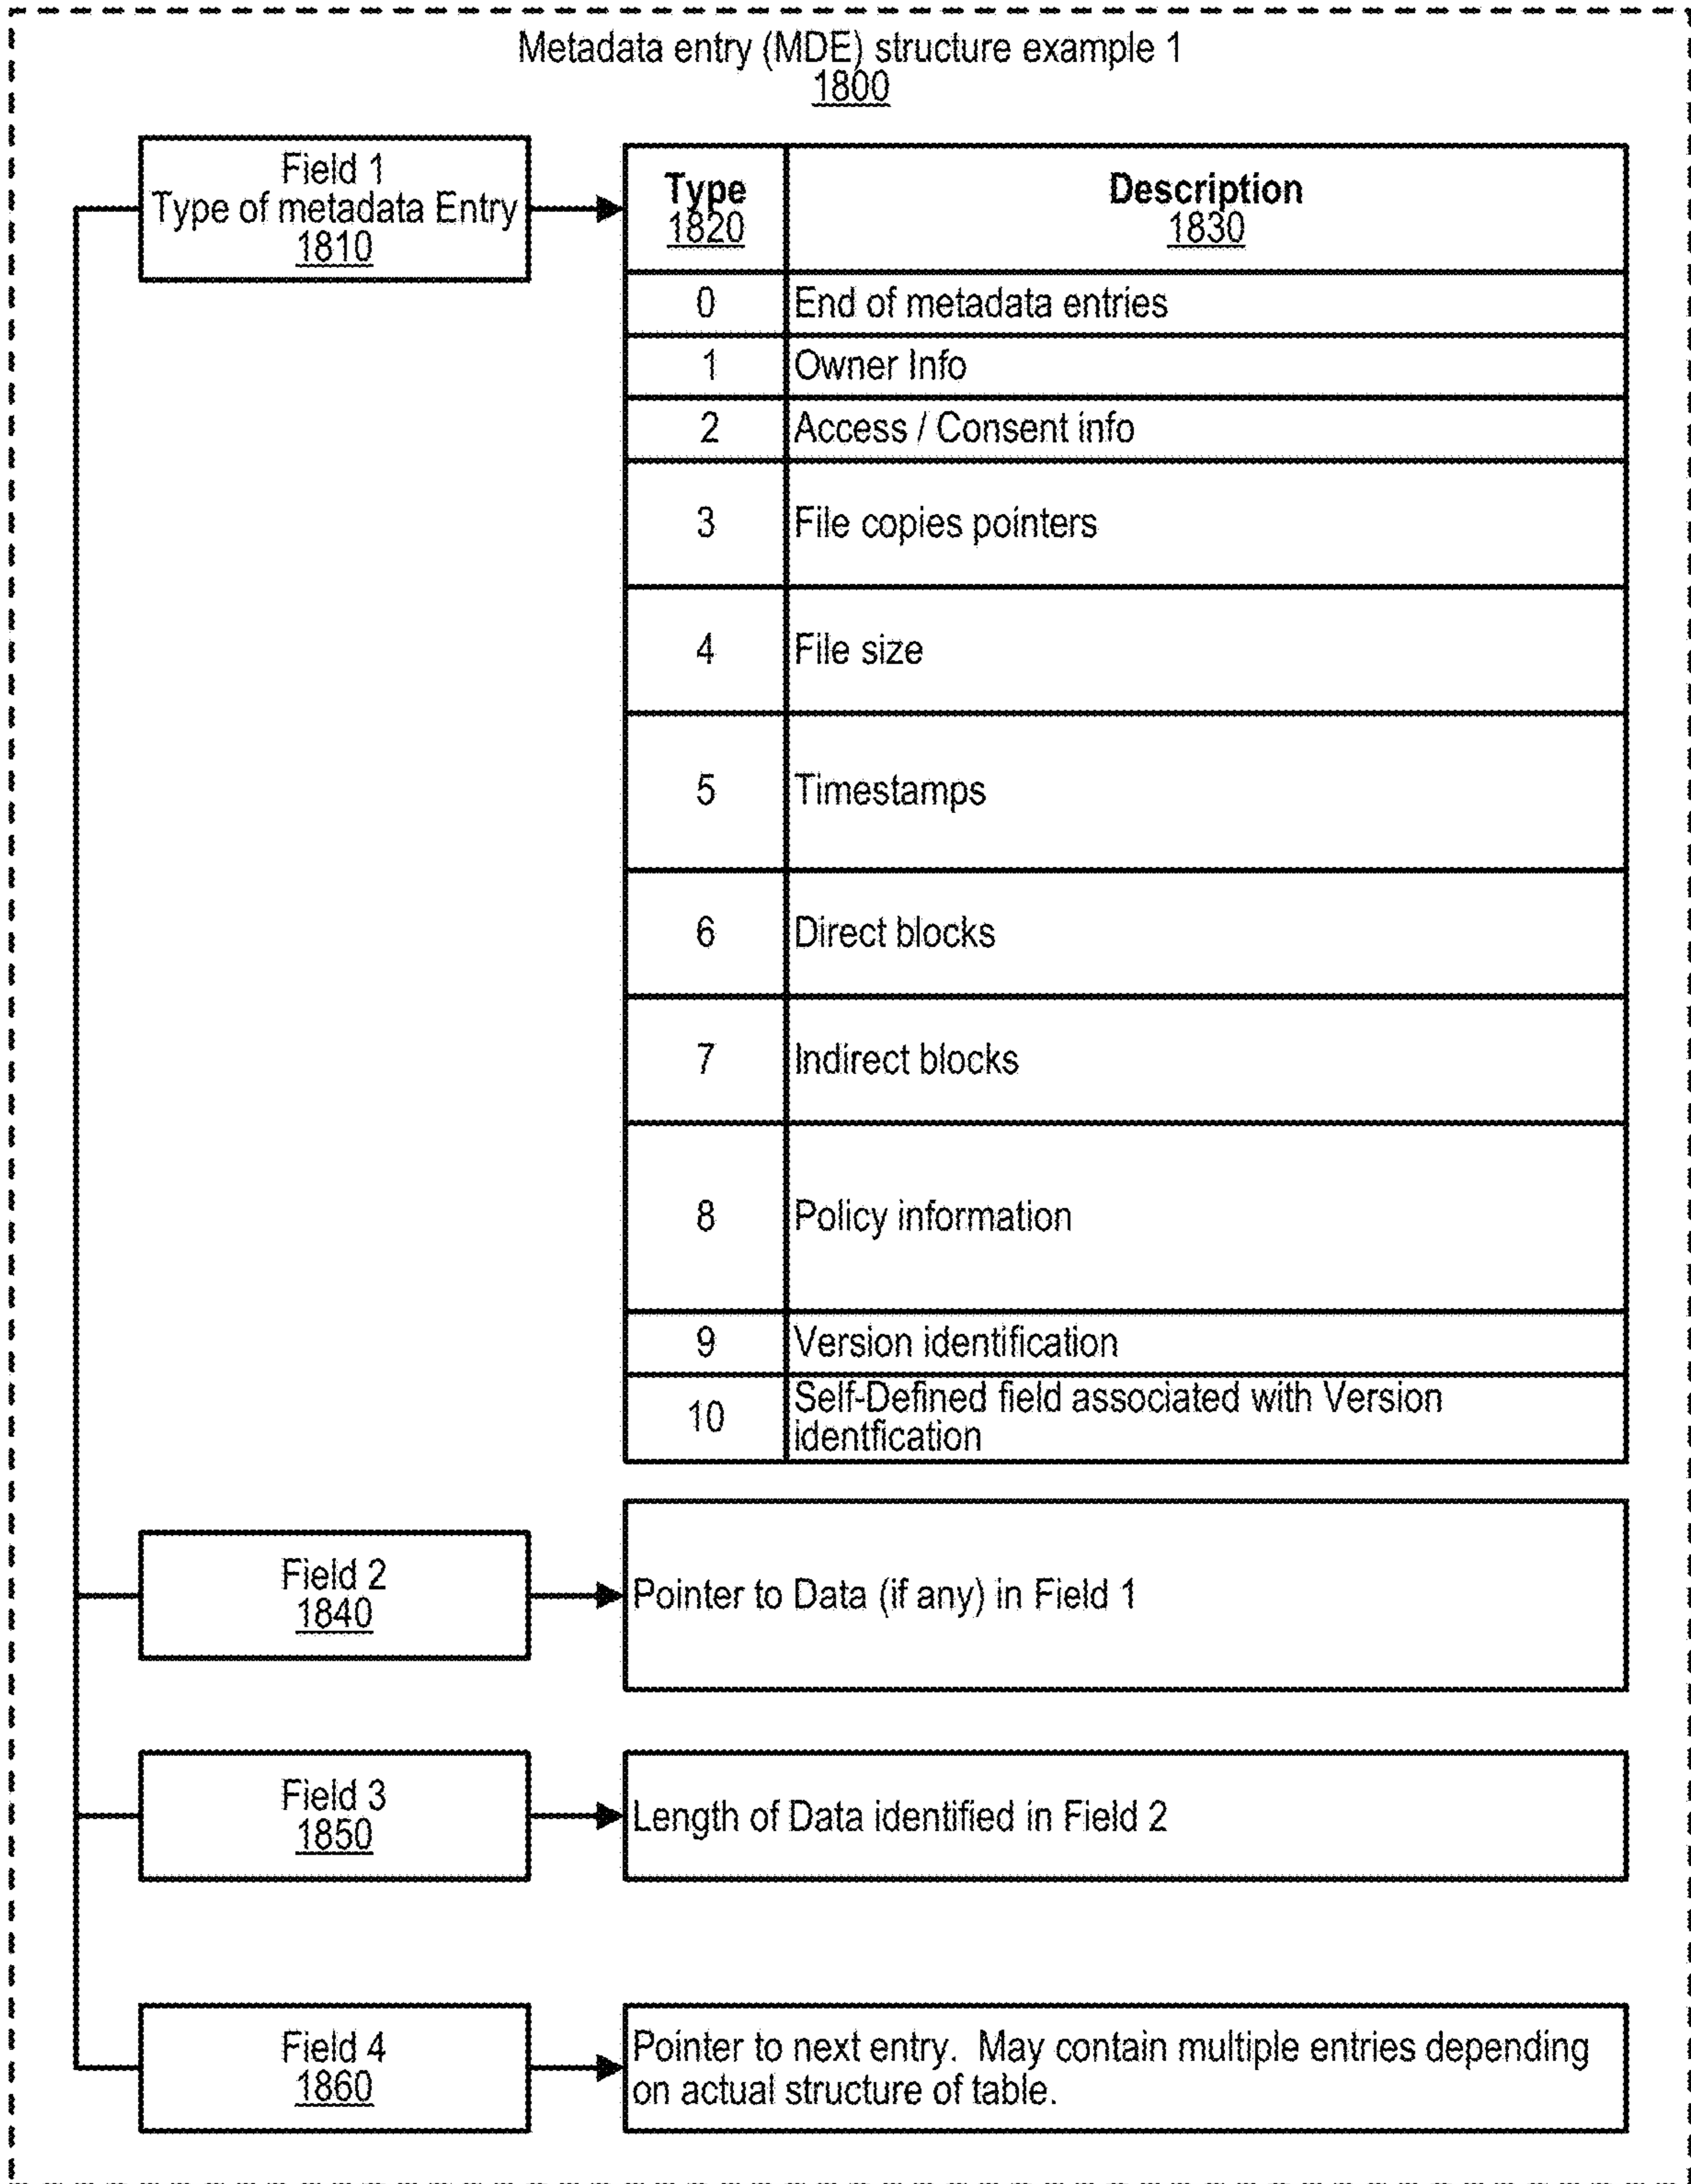 Metadata entry (MDE) structure example 1
1800
Field 1
Type of metadata Entry
1810
Type
1820
Description
1830
0 End of metadata entries
1 Owner Info
2 Access / Consent info
3 File copies pointers
4 File size
5 Timestamps
6 Direct blocks
7 Indirect blocks
8 Policy information
9 Version identification
10 Self-Defined field associated with Version
identfication
Field 2
1840
Pointer to Data (if any) in Field 1
Field 3
1850
Length of Data identified in Field 2
Field 4
1860
Pointer to next entry. May contain multiple entries depending
on actual structure of table.